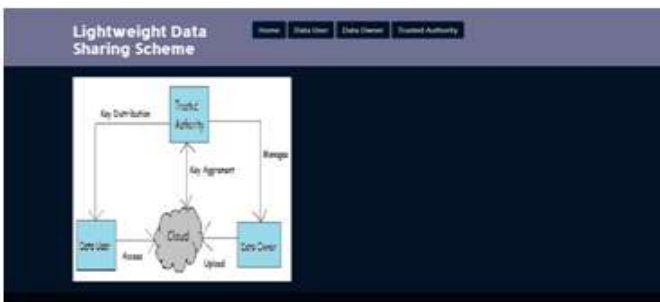 Lightweight Data
Sharing Scheme
Home Data User Data Owner Trusted Authority
Trusted
Authority
Key Distribution
Manages
Key Aggrement
Data User
Cloud
Data Owner
Access
Upload